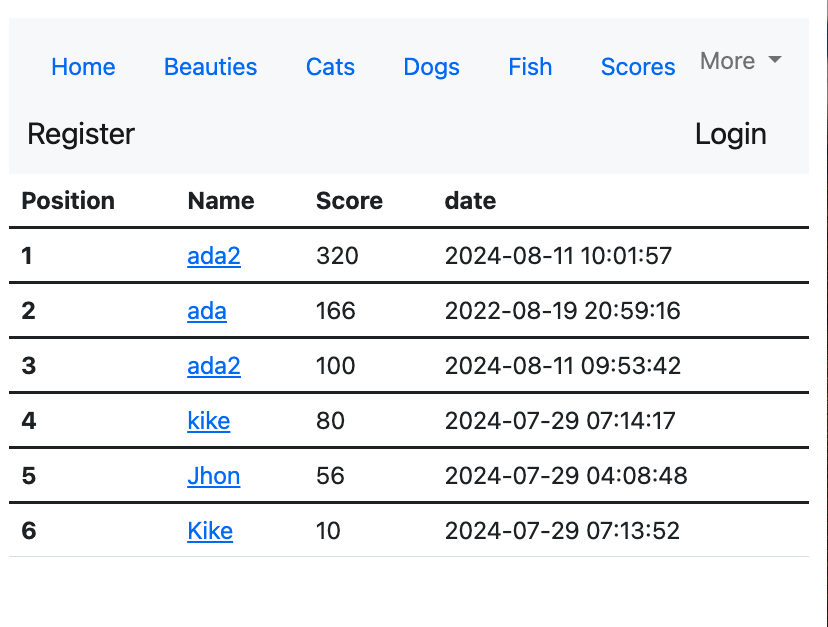 Home Beauties Cats Dogs Fish Scores More
Register Login
Position Name Score date
1 ada2 320 2024-08-11 10:01:57
2 ada 166 2022-08-19 20:59:16
3 ada2 100 2024-08-11 09:53:42
4 kike 80 2024-07-29 07:14:17
5 Jhon 56 2024-07-29 04:08:48
6 Kike 10 2024-07-29 07:13:52